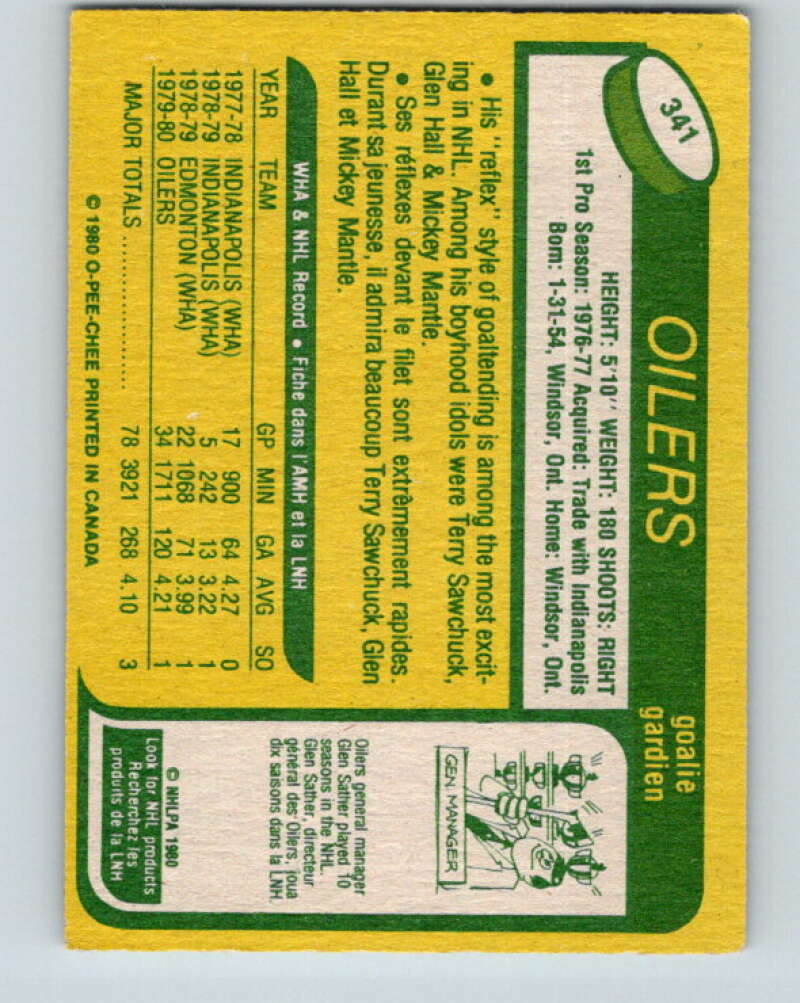 341
OILERS
goalie
gardien
HEIGHT: 5'10" WEIGHT: 180 SHOOTS: RIGHT
1st Pro Season: 1976-77 Acquired: Trade with Indianapolis
Born: 1-31-54, Windsor, Ont. Home: Windsor, Ont.
• His "reflex" style of goaltending is among the most excit-
ing in NHL. Among his boyhood idols were Terry Sawchuck,
Glen Hall & Mickey Mantle.
• Ses réflexes devant le filet sont extrêmement rapides.
Durant sa jeunesse, il admira beaucoup Terry Sawchuck, Glen
Hall et Mickey Mantle.
WHA & NHL Record • Fiche dans l'AMH et la LNH
YEAR TEAM GP MIN GA AVG SO
1977-78 INDIANAPOLIS (WHA) 17 900 64 4.27 0
1978-79 INDIANAPOLIS (WHA) 5 242 13 3.22 1
1978-79 EDMONTON (WHA) 22 1068 71 3.99 1
1979-80 OILERS 34 1711 120 4.21 1
MAJOR TOTALS .................... 78 3921 268 4.10 3
© 1980 O-PEE-CHEE PRINTED IN CANADA
GEN. MANAGER
Oilers general manager
Glen Sather played 10
seasons in the NHL.
Glen Sather, directeur
général des Oilers, joua
dix saisons dans la LNH
© NHLPA 1980
Look for NHL products
Recherchez les
produits de la LNH